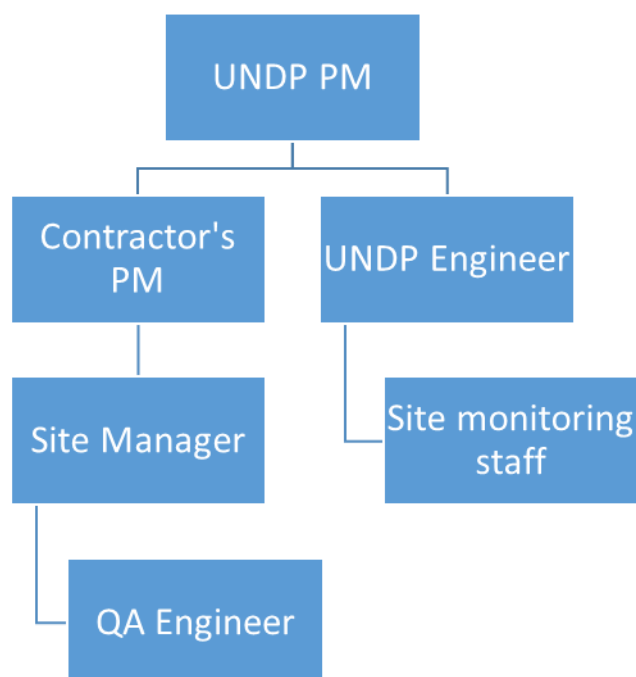 UNDP PM
Contractor's
PM
UNDP Engineer
Site Manager
Site monitoring
staff
QA Engineer